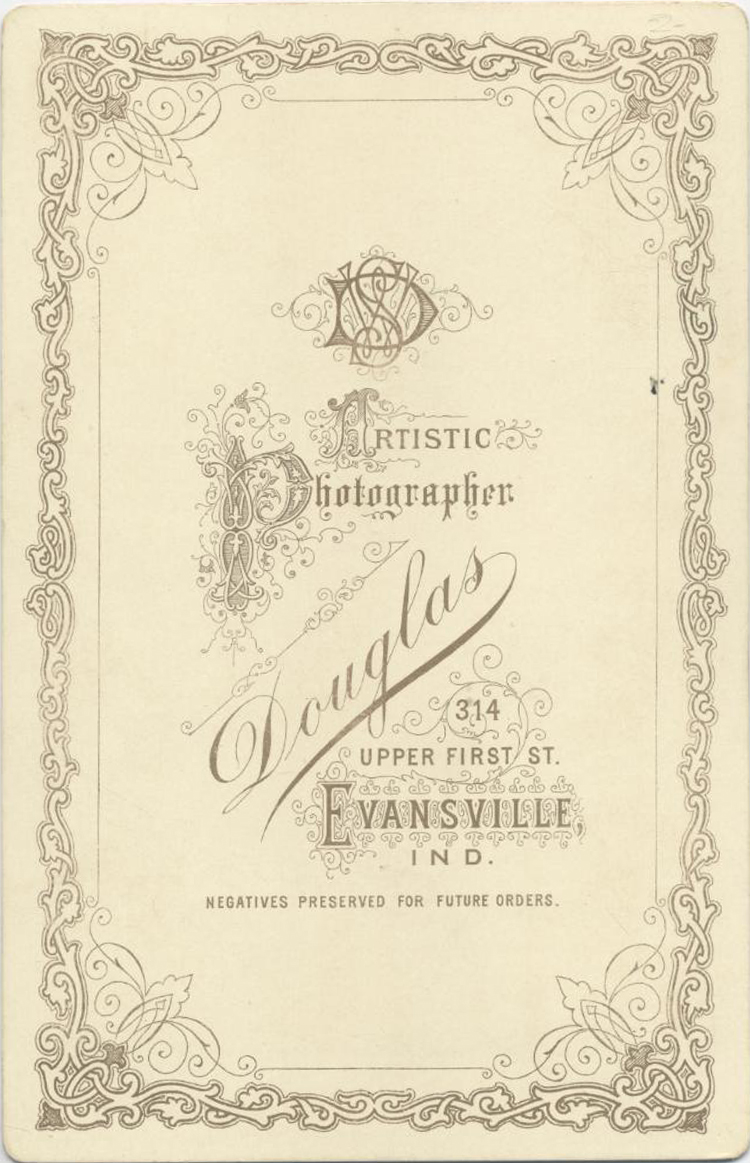 ARTISTIC
Photographer
Douglas
314
UPPER FIRST ST.
EVANSVILLE,
IND.
NEGATIVES PRESERVED FOR FUTURE ORDERS.